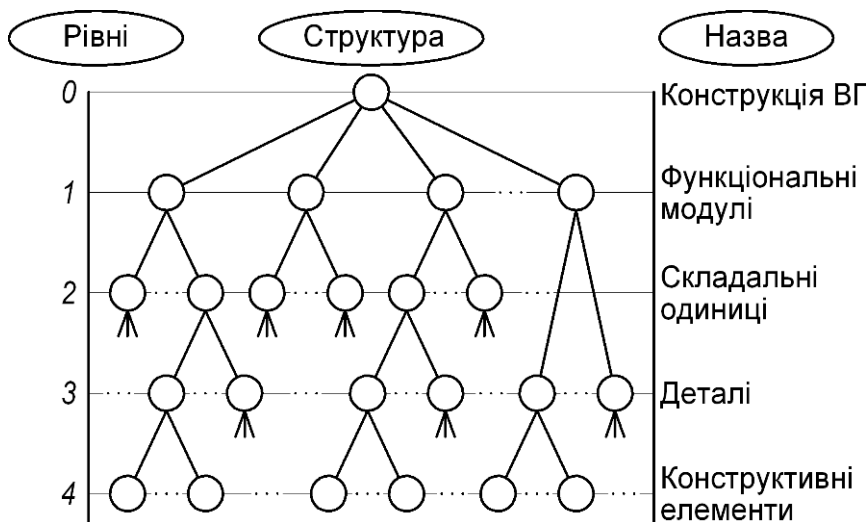 Рівні Структура Назва
0 Конструкція ВГ
1 Функціональні
модулі
2 Складальні
одиниці
3 Деталі
4 Конструктивні
елементи